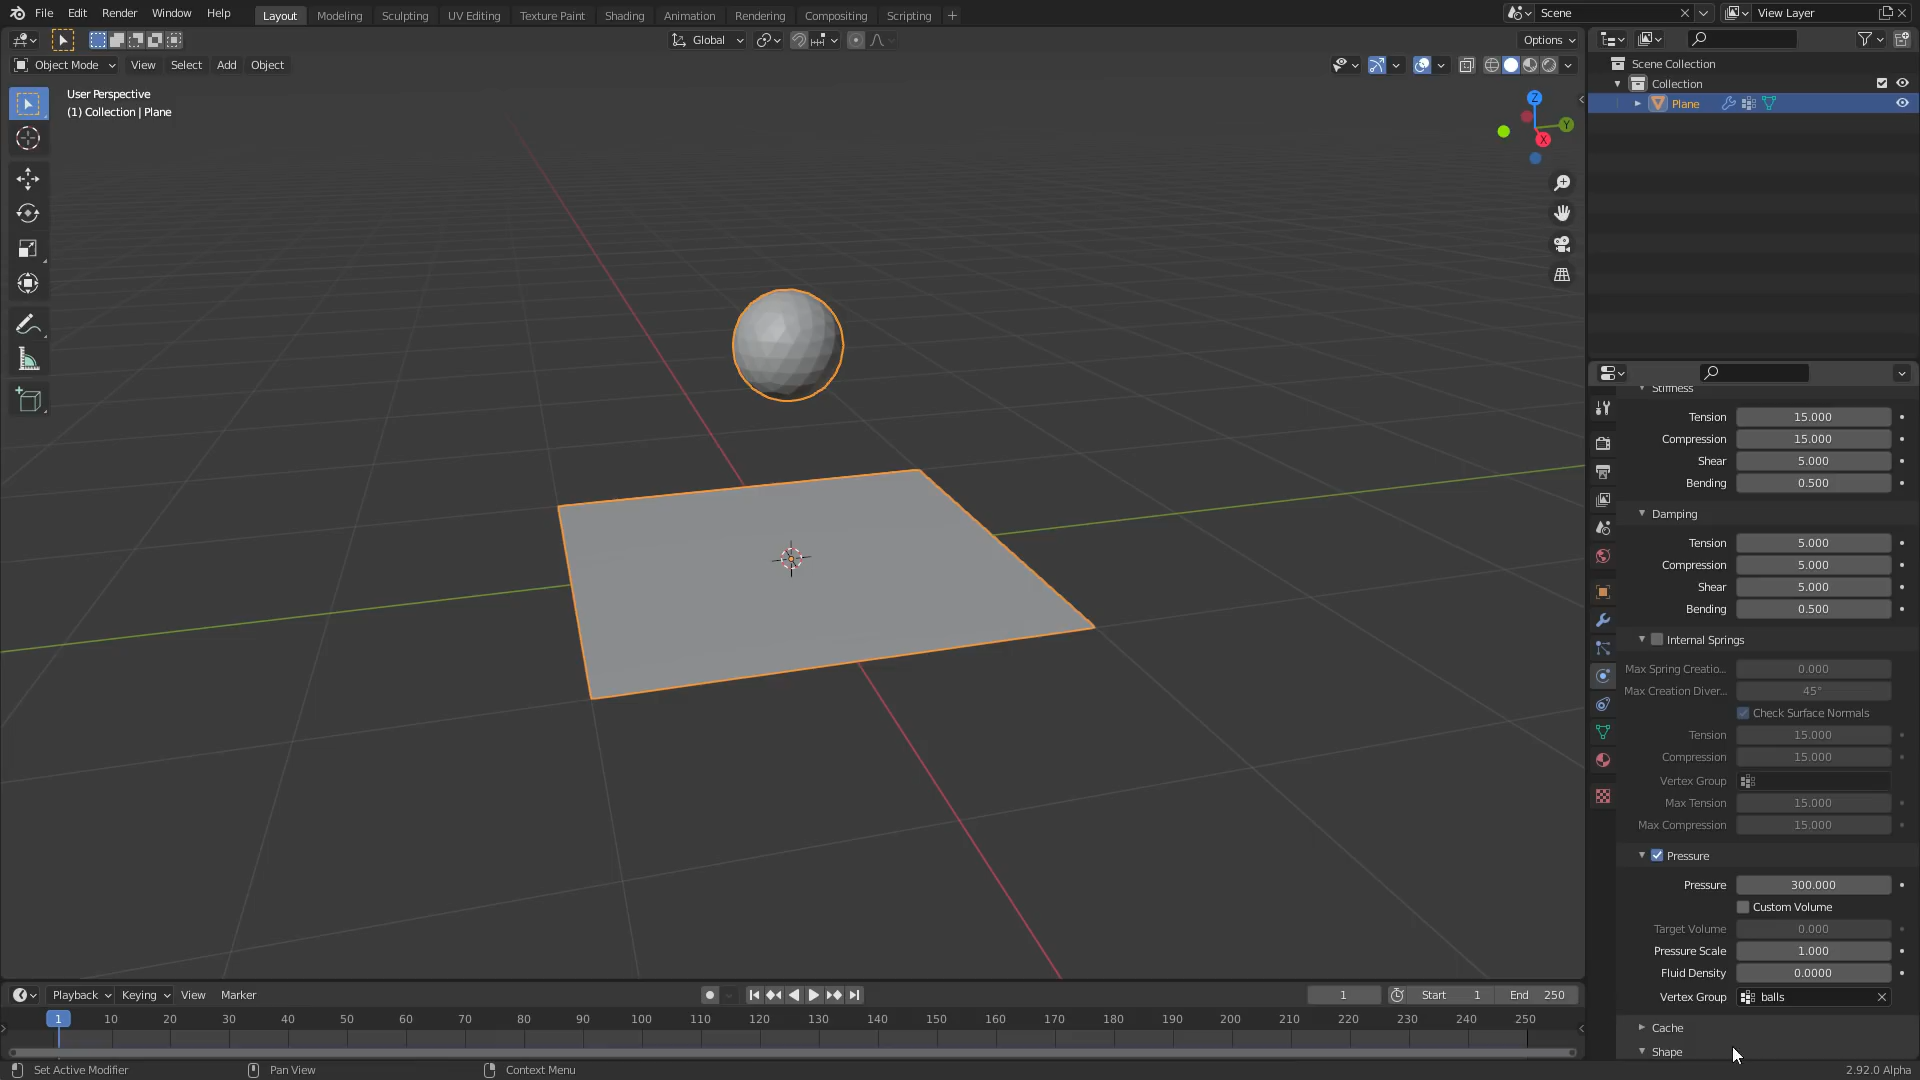 File Edit Render Window Help
Layout Modeling Sculpting UV Editing Texture Paint Shading Animation Rendering Compositing Scripting +
Scene
View Layer
Global
Options
Object Mode View Select Add Object
User Perspective
(1) Collection | Plane
Z
Y
X
Scene Collection
Collection
Plane
Stiffness
Tension 15.000
Compression 15.000
Shear 5.000
Bending 0.500
Damping
Tension 5.000
Compression 5.000
Shear 5.000
Bending 0.500
Internal Springs
Max Spring Creatio... 0.000
Max Creation Diver... 45°
Check Surface Normals
Tension 15.000
Compression 15.000
Vertex Group
Max Tension 15.000
Max Compression 15.000
Pressure
Pressure 300.000
Custom Volume
Target Volume 0.000
Pressure Scale 1.000
Fluid Density 0.0000
Vertex Group balls
Cache
Shape
Playback Keying View Marker
1 Start 1 End 250
1 10 20 30 40 50 60 70 80 90 100 110 120 130 140 150 160 170 180 190 200 210 220 230 240 250
Set Active Modifier Pan View Context Menu 2.92.0 Alpha